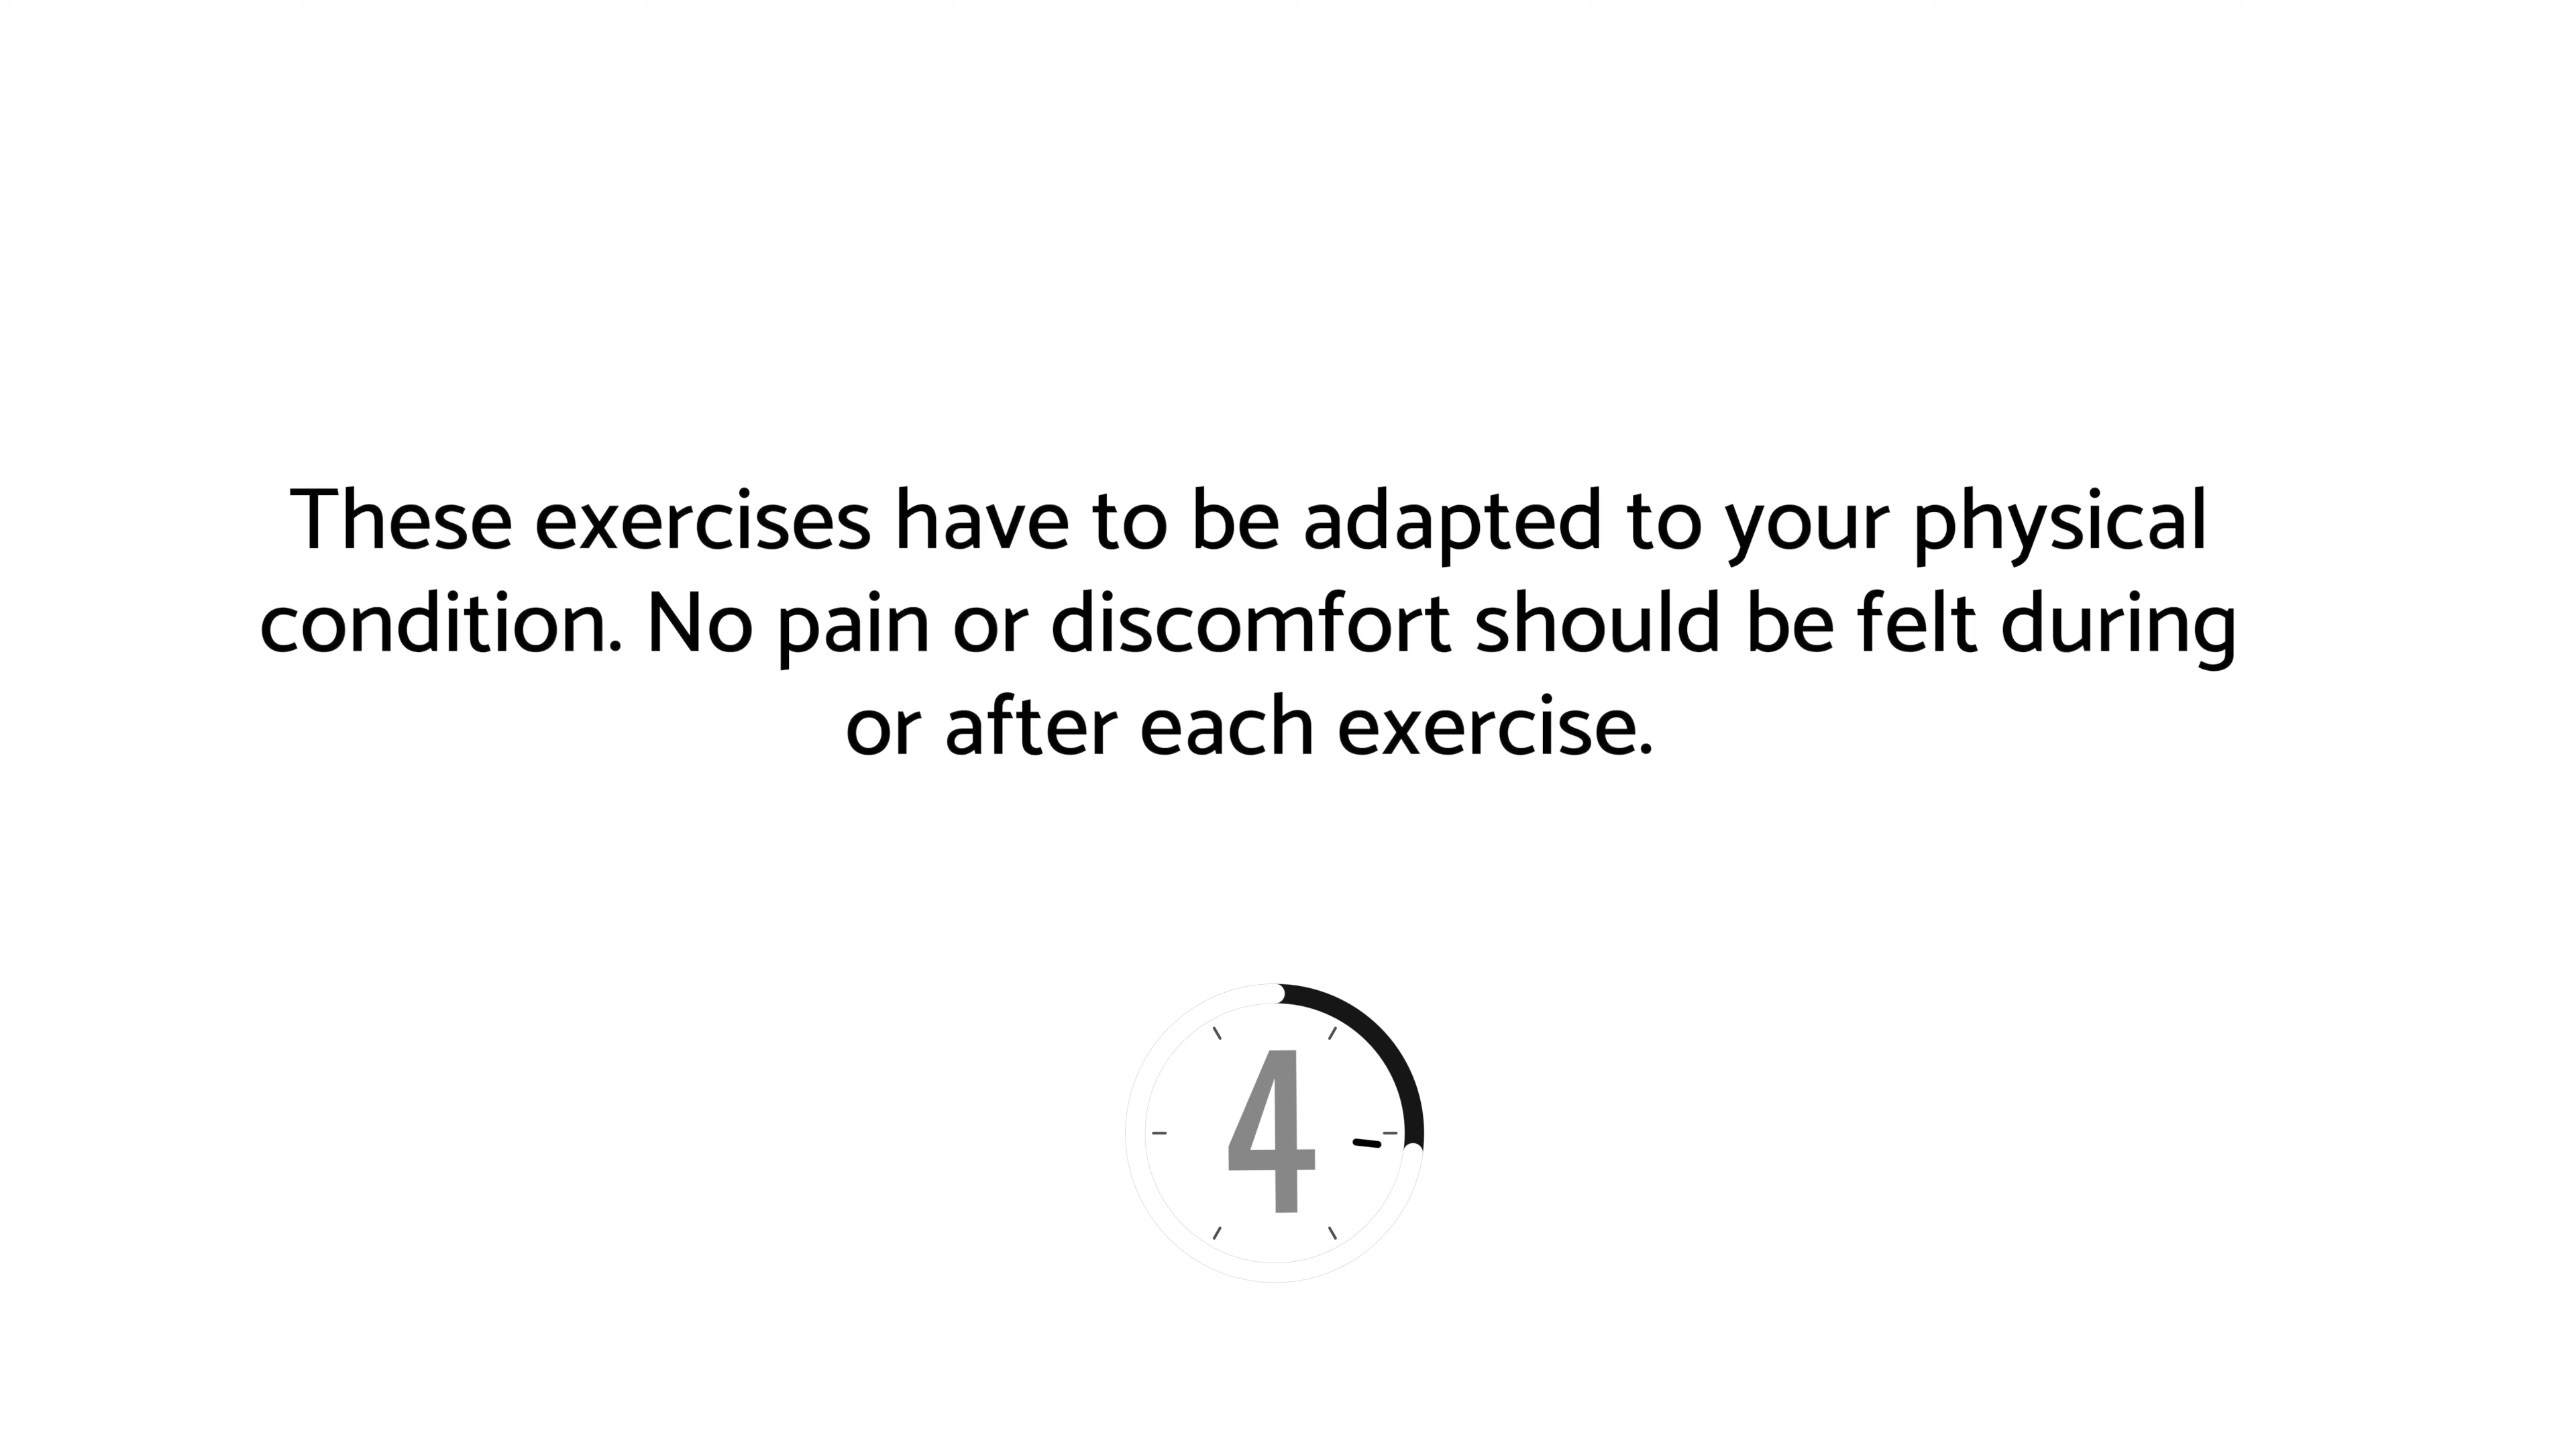 These exercises have to be adapted to your physical
condition. No pain or discomfort should be felt during
or after each exercise.
4